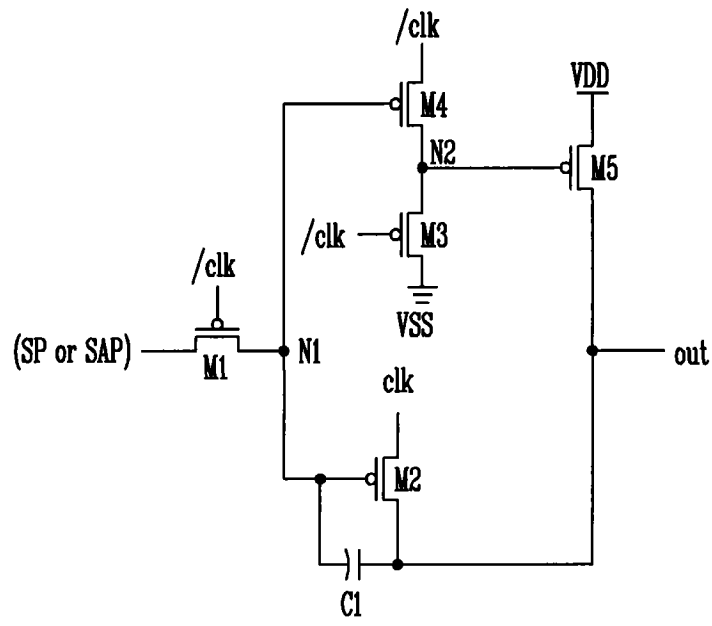 /clk
VDD
M4
N2
M5
/clk
M3
/clk
VSS
(SP or SAP)
M1
N1
out
clk
M2
C1